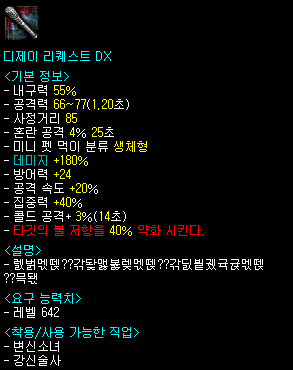 디제이 리퀘스트 DX
<기본 정보>
- 내구력 55%
- 공격력 66~77(1.20초)
- 사정거리 85
- 혼란 공격 4% 25초
- 미니 펫 먹이 분류 생체형
- 데미지 +180%
- 방어력 +24
- 공격 속도 +20%
- 집중력 +40%
- 콜드 공격+ 3%(14초)
- 타깃의 불 저항을 40% 약화 시킨다.
<설명>
<요구 능력치>
- 레벨 642
<착용/사용 가능한 직업>
- 변신소녀
- 강신술사